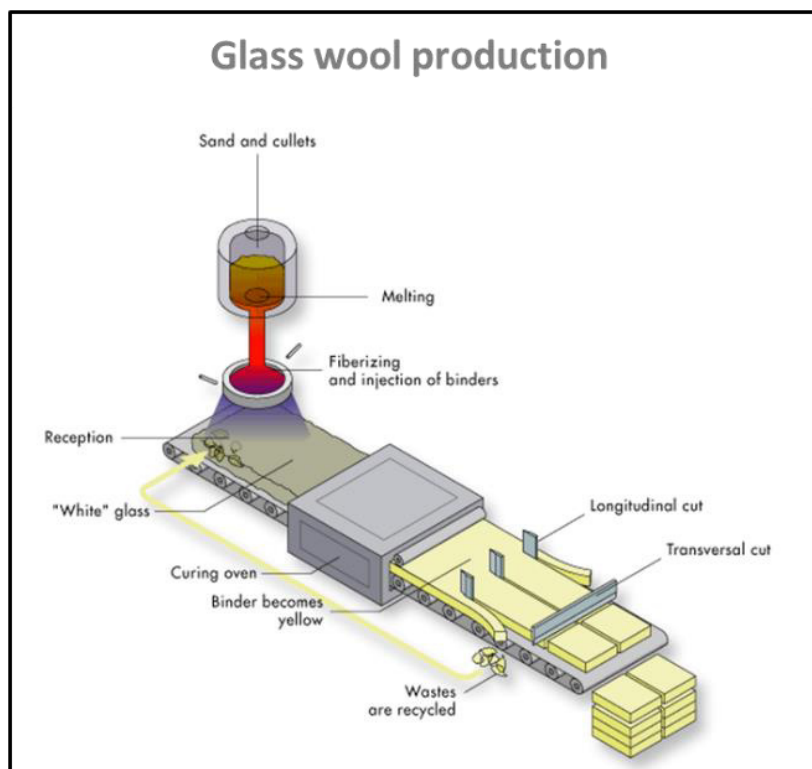 Glass wool production
Sand and cullets
Melting
Fiberizing
and injection of binders
Reception
"White" glass
Longitudinal cut
Transversal cut
Curing oven
Binder becomes
yellow
Wastes
are recycled